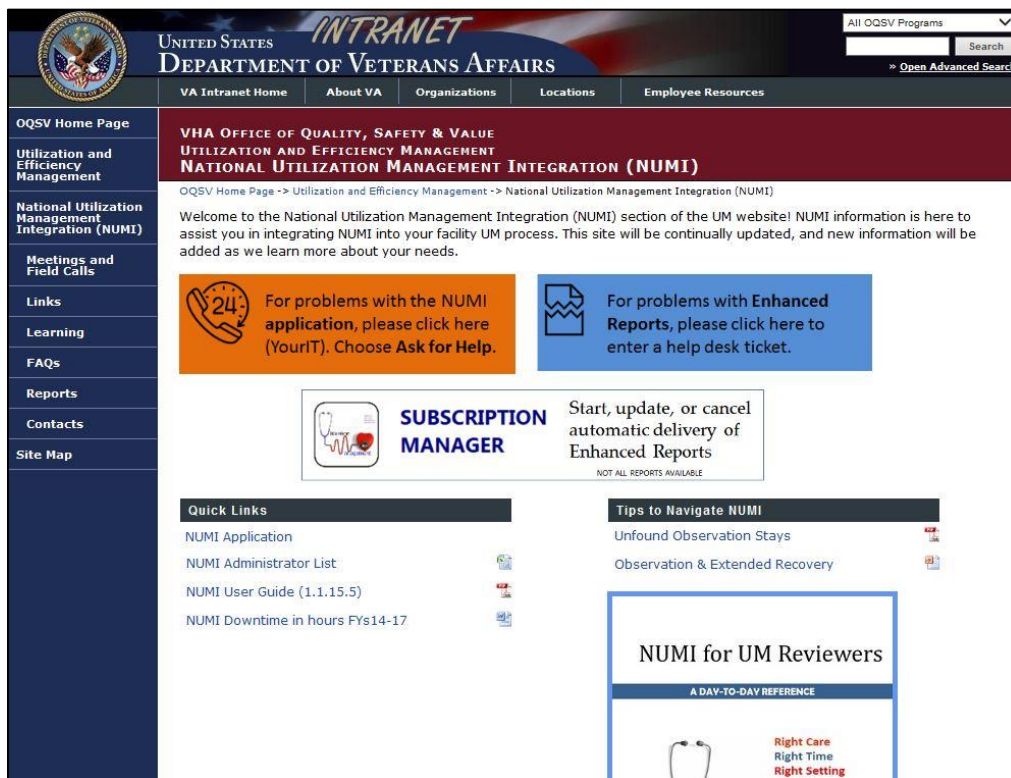 INTRANET
UNITED STATES
DEPARTMENT OF VETERANS AFFAIRS
All OQSV Programs
Search
» Open Advanced Search
VA Intranet Home
About VA
Organizations
Locations
Employee Resources
OQSV Home Page
Utilization and
Efficiency
Management
National Utilization
Management
Integration (NUMI)
Meetings and
Field Calls
Links
Learning
FAQs
Reports
Contacts
Site Map
VHA OFFICE OF QUALITY, SAFETY & VALUE
UTILIZATION AND EFFICIENCY MANAGEMENT
NATIONAL UTILIZATION MANAGEMENT INTEGRATION (NUMI)
OQSV Home Page -> Utilization and Efficiency Management -> National Utilization Management Integration (NUMI)
Welcome to the National Utilization Management Integration (NUMI) section of the UM website! NUMI information is here to
assist you in integrating NUMI into your facility UM process. This site will be continually updated, and new information will be
added as we learn more about your needs.
24
For problems with the NUMI
application, please click here
(YourIT). Choose Ask for Help.
For problems with Enhanced
Reports, please click here to
enter a help desk ticket.
SUBSCRIPTION
MANAGER
Start, update, or cancel
automatic delivery of
Enhanced Reports
NOT ALL REPORTS AVAILABLE
Quick Links
NUMI Application
NUMI Administrator List
NUMI User Guide (1.1.15.5)
NUMI Downtime in hours FYs14-17
Tips to Navigate NUMI
Unfound Observation Stays
Observation & Extended Recovery
NUMI for UM Reviewers
A DAY-TO-DAY REFERENCE
Right Care
Right Time
Right Setting